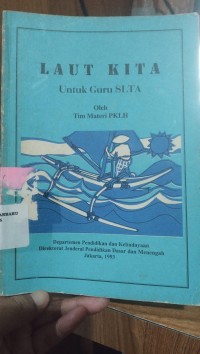 LAUT KITA
Untuk Guru SLTA
Oleh
Tim Materi PKLH
Departemen Pendidikan dan Kebudayaan
Direktorat Jenderal Pendidikan Dasar dan Menengah
Jakarta, 1993